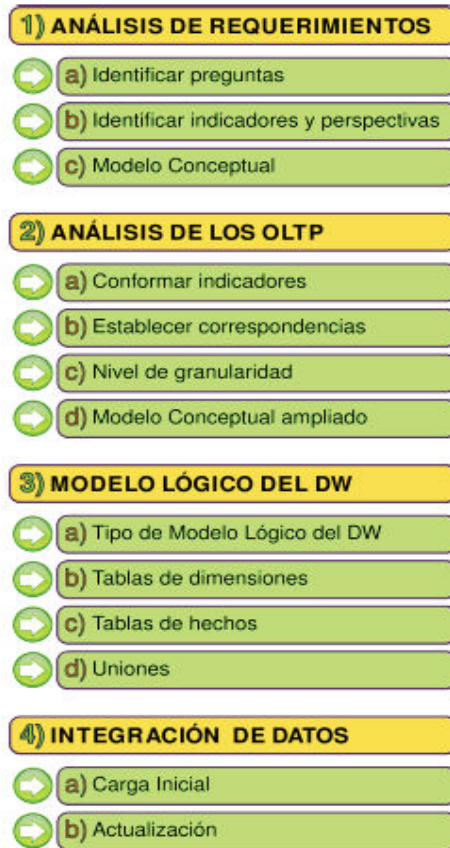 1) ANÁLISIS DE REQUERIMIENTOS
a) Identificar preguntas
b) Identificar indicadores y perspectivas
c) Modelo Conceptual
2) ANÁLISIS DE LOS OLTP
a) Conformar indicadores
b) Establecer correspondencias
c) Nivel de granularidad
d) Modelo Conceptual ampliado
3) MODELO LÓGICO DEL DW
a) Tipo de Modelo Lógico del DW
b) Tablas de dimensiones
c) Tablas de hechos
d) Uniones
4) INTEGRACIÓN DE DATOS
a) Carga Inicial
b) Actualización